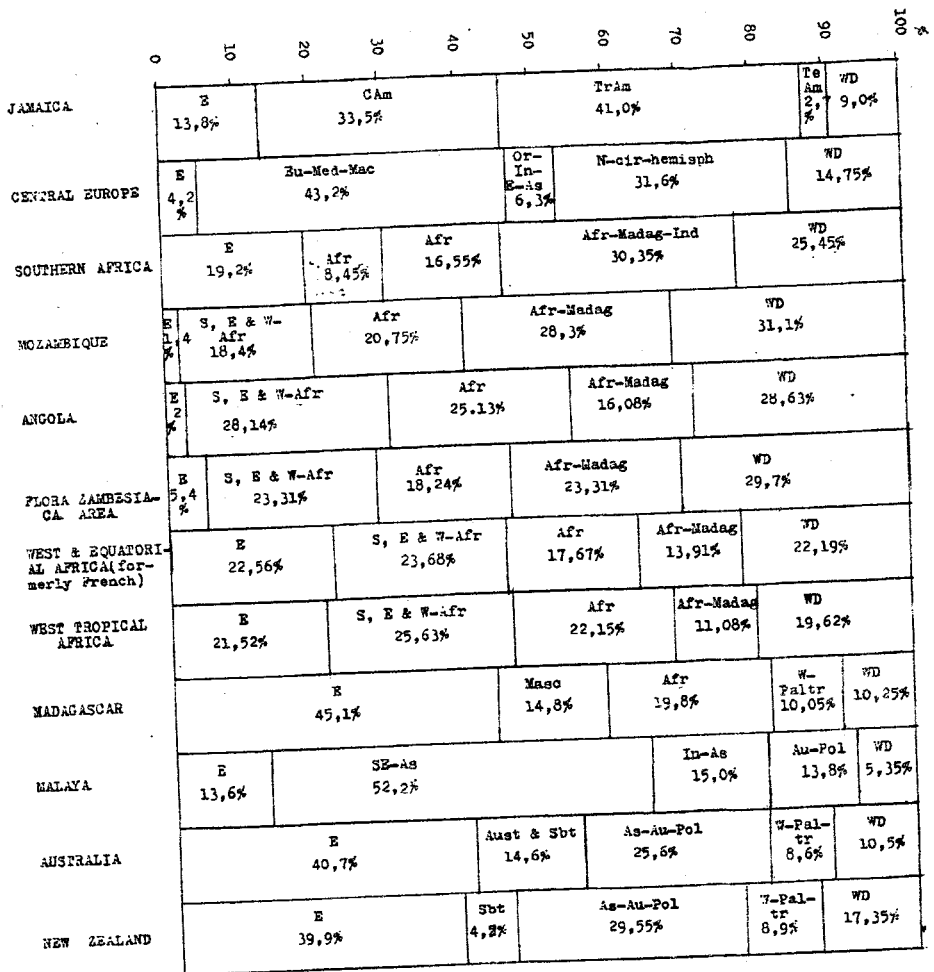 0 10 20 30 40 50 60 70 80 90 100 %
JAMAICA
E
13,8%
CAm
33,5%
TrAm
41,0%
Te
Am
2,7
%
WD
9,0%
CENTRAL EUROPE
E
4,2
%
Eu-Med-Mac
43,2%
Or-
In-
E-As
6,3%
N-cir-hemisph
31,6%
WD
14,75%
SOUTHERN AFRICA
E
19,2%
Afr
8,45%
Afr
16,55%
Afr-Madag-Ind
30,35%
WD
25,45%
MOZAMBIQUE
E
1,4
%
S, E & W-
Afr
18,4%
Afr
20,75%
Afr-Madag
28,3%
WD
31,1%
ANGOLA
E
2
%
S, E & W-Afr
28,14%
Afr
25.13%
Afr-Madag
16,08%
WD
28,63%
FLORA ZAMBESIA-
CA AREA
E
5,4
%
S, E & W-Afr
23,31%
Afr
18,24%
Afr-Madag
23,31%
WD
29,7%
WEST & EQUATORI-
AL AFRICA(for-
merly French)
E
22,56%
S, E & W-Afr
23,68%
Afr
17,67%
Afr-Madag
13,91%
WD
22,19%
WEST TROPICAL
AFRICA
E
21,52%
S, E & W-Afr
25,63%
Afr
22,15%
Afr-Madag
11,08%
WD
19,62%
MADAGASCAR
E
45,1%
Masc
14,8%
Afr
19,8%
W-
Paltr
10,05%
WD
10,25%
MALAYA
E
13,6%
SE-As
52,2%
In-As
15,0%
Au-Pol
13,8%
WD
5,35%
AUSTRALIA
E
40,7%
Aust & Sbt
14,6%
As-Au-Pol
25,6%
W-Pal-
tr
8,6%
WD
10,5%
NEW ZEALAND
E
39,9%
Sbt
As-Au-Pol
29,55%
W-Pal-
tr
8,9%
WD
17,35%